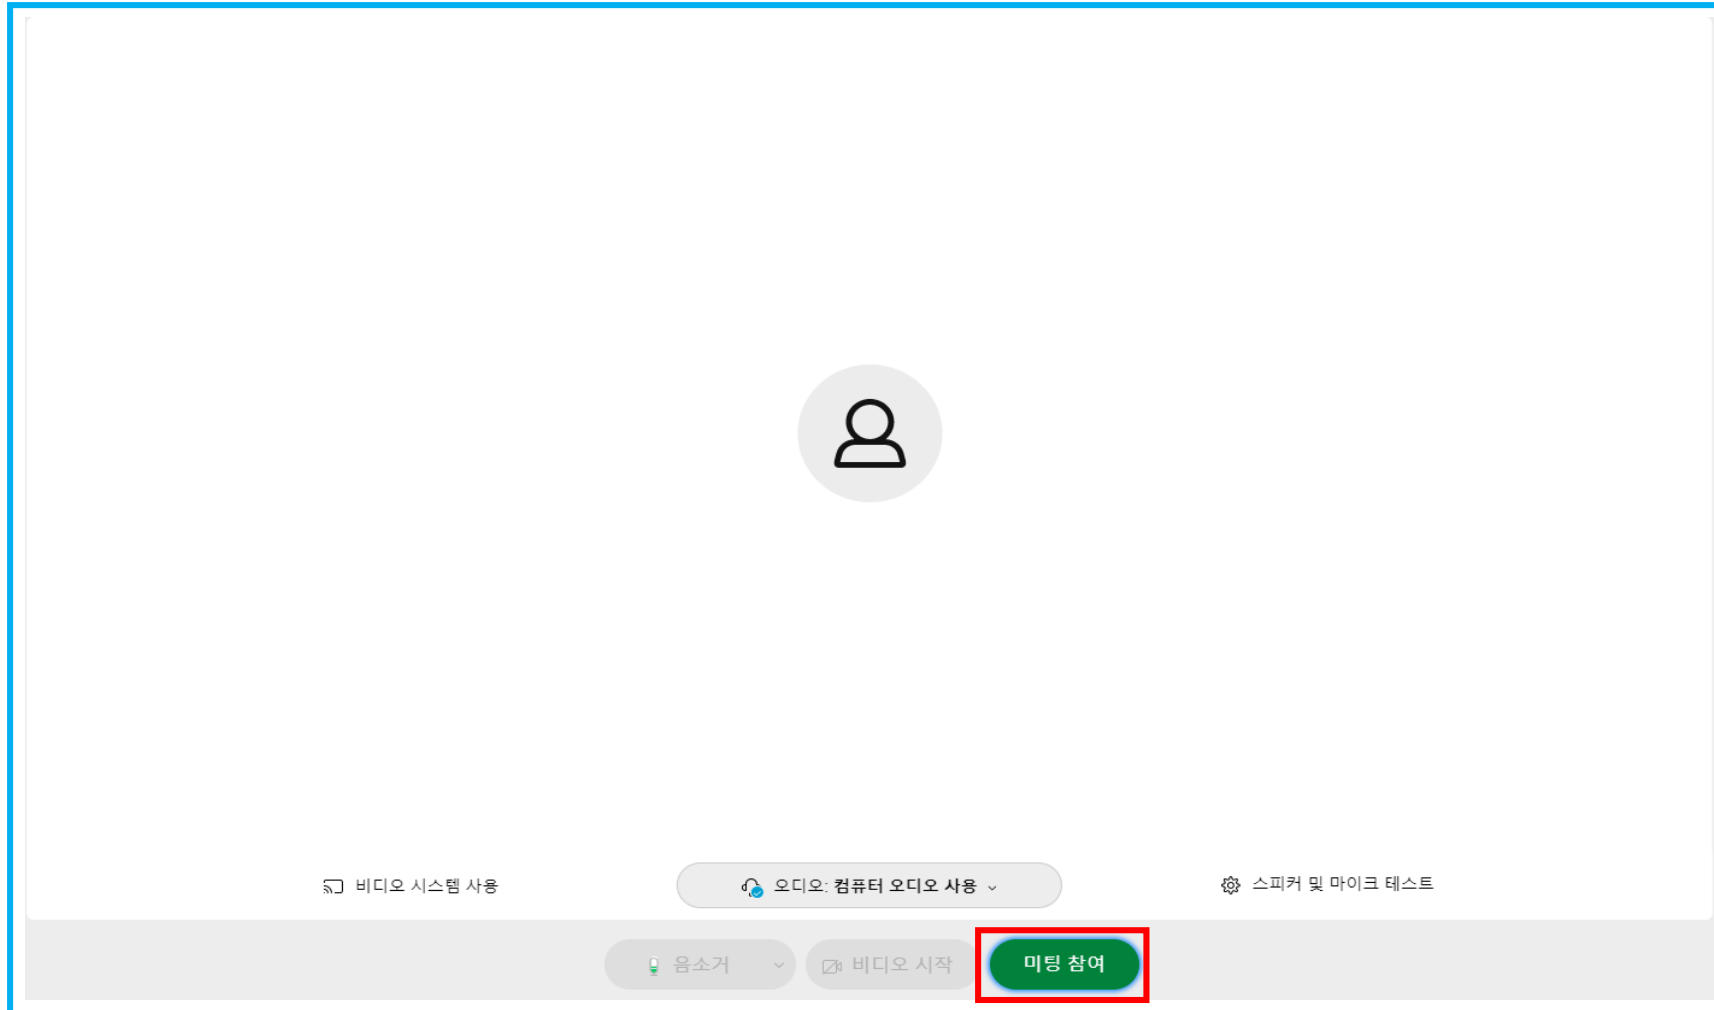 비디오 시스템 사용
오디오: 컴퓨터 오디오 사용
스피커 및 마이크 테스트
음소거
비디오 시작
미팅 참여